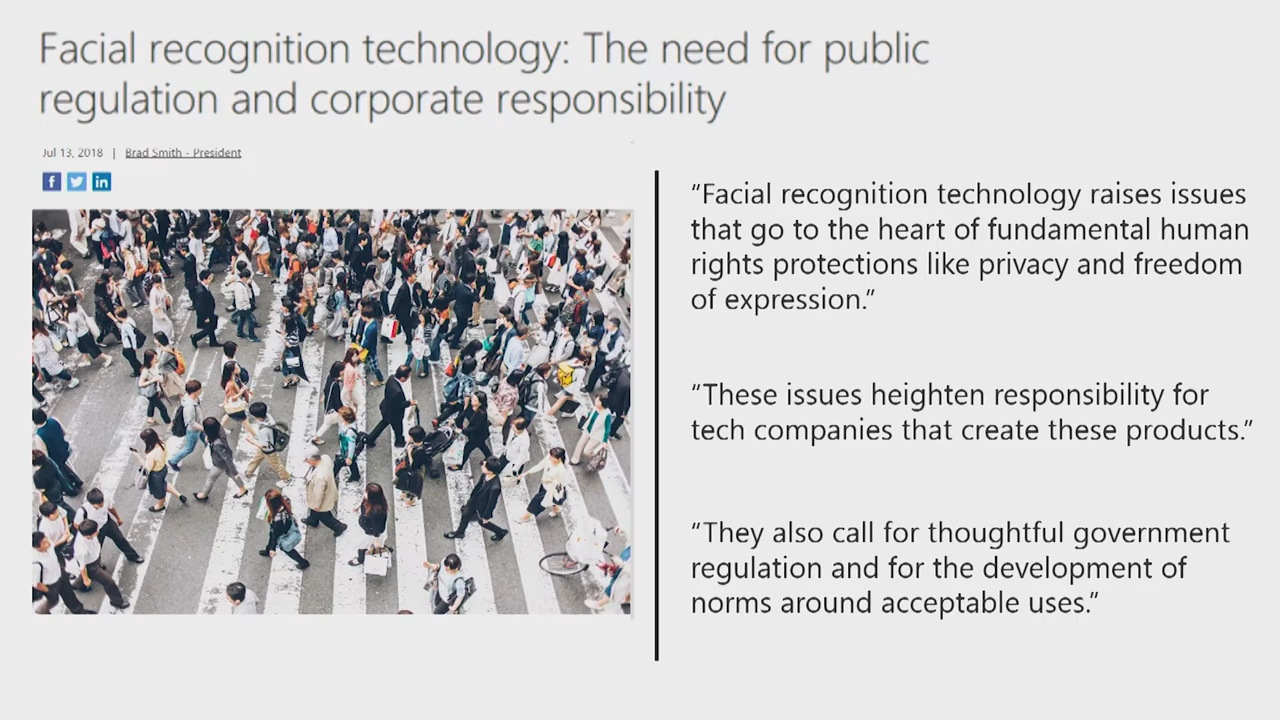 Facial recognition technology: The need for public
regulation and corporate responsibility
Jul 13, 2018 | Brad Smith - President
f in
“Facial recognition technology raises issues
that go to the heart of fundamental human
rights protections like privacy and freedom
of expression.”
“These issues heighten responsibility for
tech companies that create these products.”
“They also call for thoughtful government
regulation and for the development of
norms around acceptable uses.”